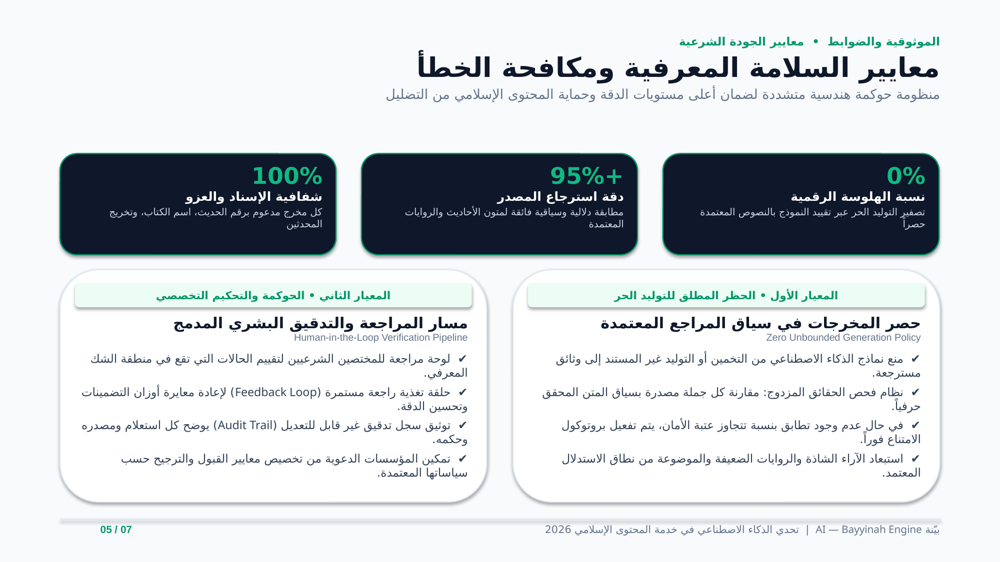 الموثوقية والضوابط • معايير الجودة الشرعية
معايير السلامة المعرفية ومكافحة الخطأ
منظومة حوكمة هندسية متشددة لضمان أعلى مستويات الدقة وحماية المحتوى الإسلامي من التضليل
0%
نسبة الهلوسة الرقمية
تصفير التوليد الحر عبر تقييد النموذج بالنصوص المعتمدة
حصراً
95%+
دقة استرجاع المصدر
مطابقة دلالية وسياقية فائقة لمتون الأحاديث والروايات
المعتمدة
100%
شفافية الإسناد والعزو
كل مخرج مدعوم برقم الحديث، اسم الكتاب، وتخريج
المحدثين
المعيار الأول • الحظر المطلق للتوليد الحر
حصر المخرجات في سياق المراجع المعتمدة
Zero Unbounded Generation Policy
✔ منع نماذج الذكاء الاصطناعي من التخمين أو التوليد غير المستند إلى وثائق
مسترجعة.
✔ نظام فحص الحقائق المزدوج: مقارنة كل جملة مصدرة بسياق المتن المحقق
حرفياً.
✔ في حال عدم وجود تطابق بنسبة تتجاوز عتبة الأمان، يتم تفعيل بروتوكول
الامتناع فوراً.
✔ استبعاد الآراء الشاذة والروايات الضعيفة والموضوعة من نطاق الاستدلال
المعتمد.
المعيار الثاني • الحوكمة والتحكيم التخصصي
مسار المراجعة والتدقيق البشري المدمج
Human-in-the-Loop Verification Pipeline
✔ لوحة مراجعة للمختصين الشرعيين لتقييم الحالات التي تقع في منطقة الشك
المعرفي.
✔ حلقة تغذية راجعة مستمرة (Feedback Loop) لإعادة معايرة أوزان التضمينات
وتحسين الدقة.
✔ توثيق سجل تدقيق غير قابل للتعديل (Audit Trail) يوضح كل استعلام ومصدره
وحكمه.
✔ تمكين المؤسسات الدعوية من تخصيص معايير القبول والترجيح حسب
سياساتها المعتمدة.
بيّنة AI — Bayyinah Engine | تحدي الذكاء الاصطناعي في خدمة المحتوى الإسلامي 2026
05 / 07